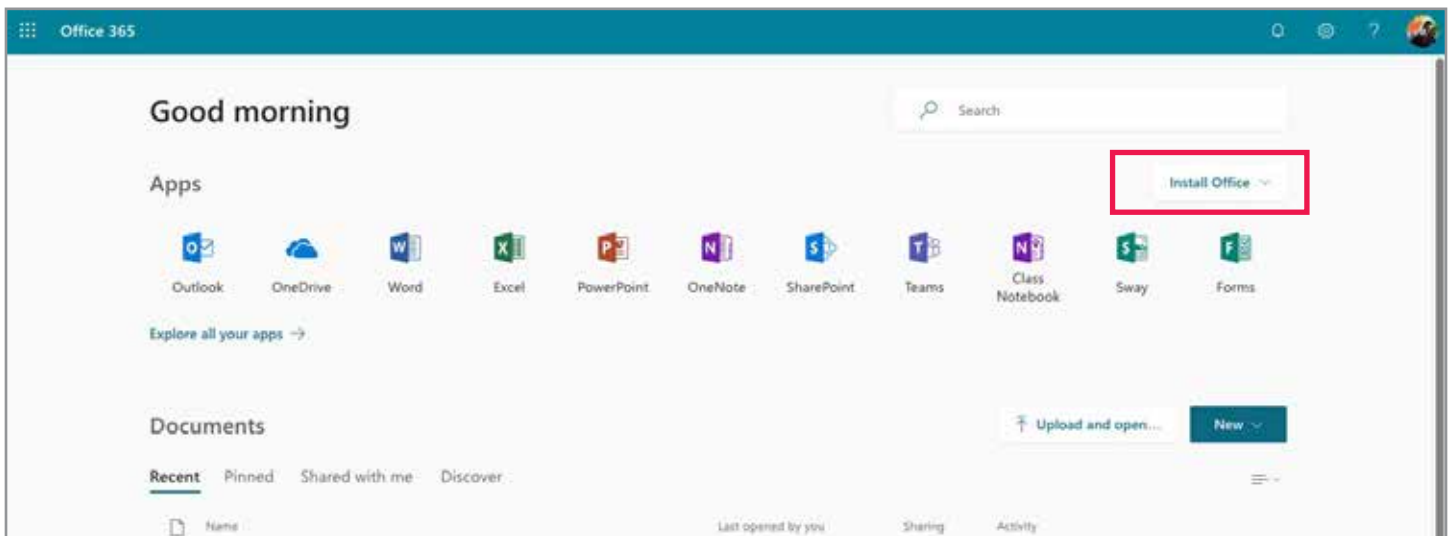 Office 365
?
Good morning
Search
Apps
Install Office
Outlook
OneDrive
Word
Excel
PowerPoint
OneNote
SharePoint
Teams
Class
Notebook
Sway
Forms
Explore all your apps →
Documents
Upload and open...
New
Recent Pinned Shared with me Discover
Name Last opened by you Sharing Activity